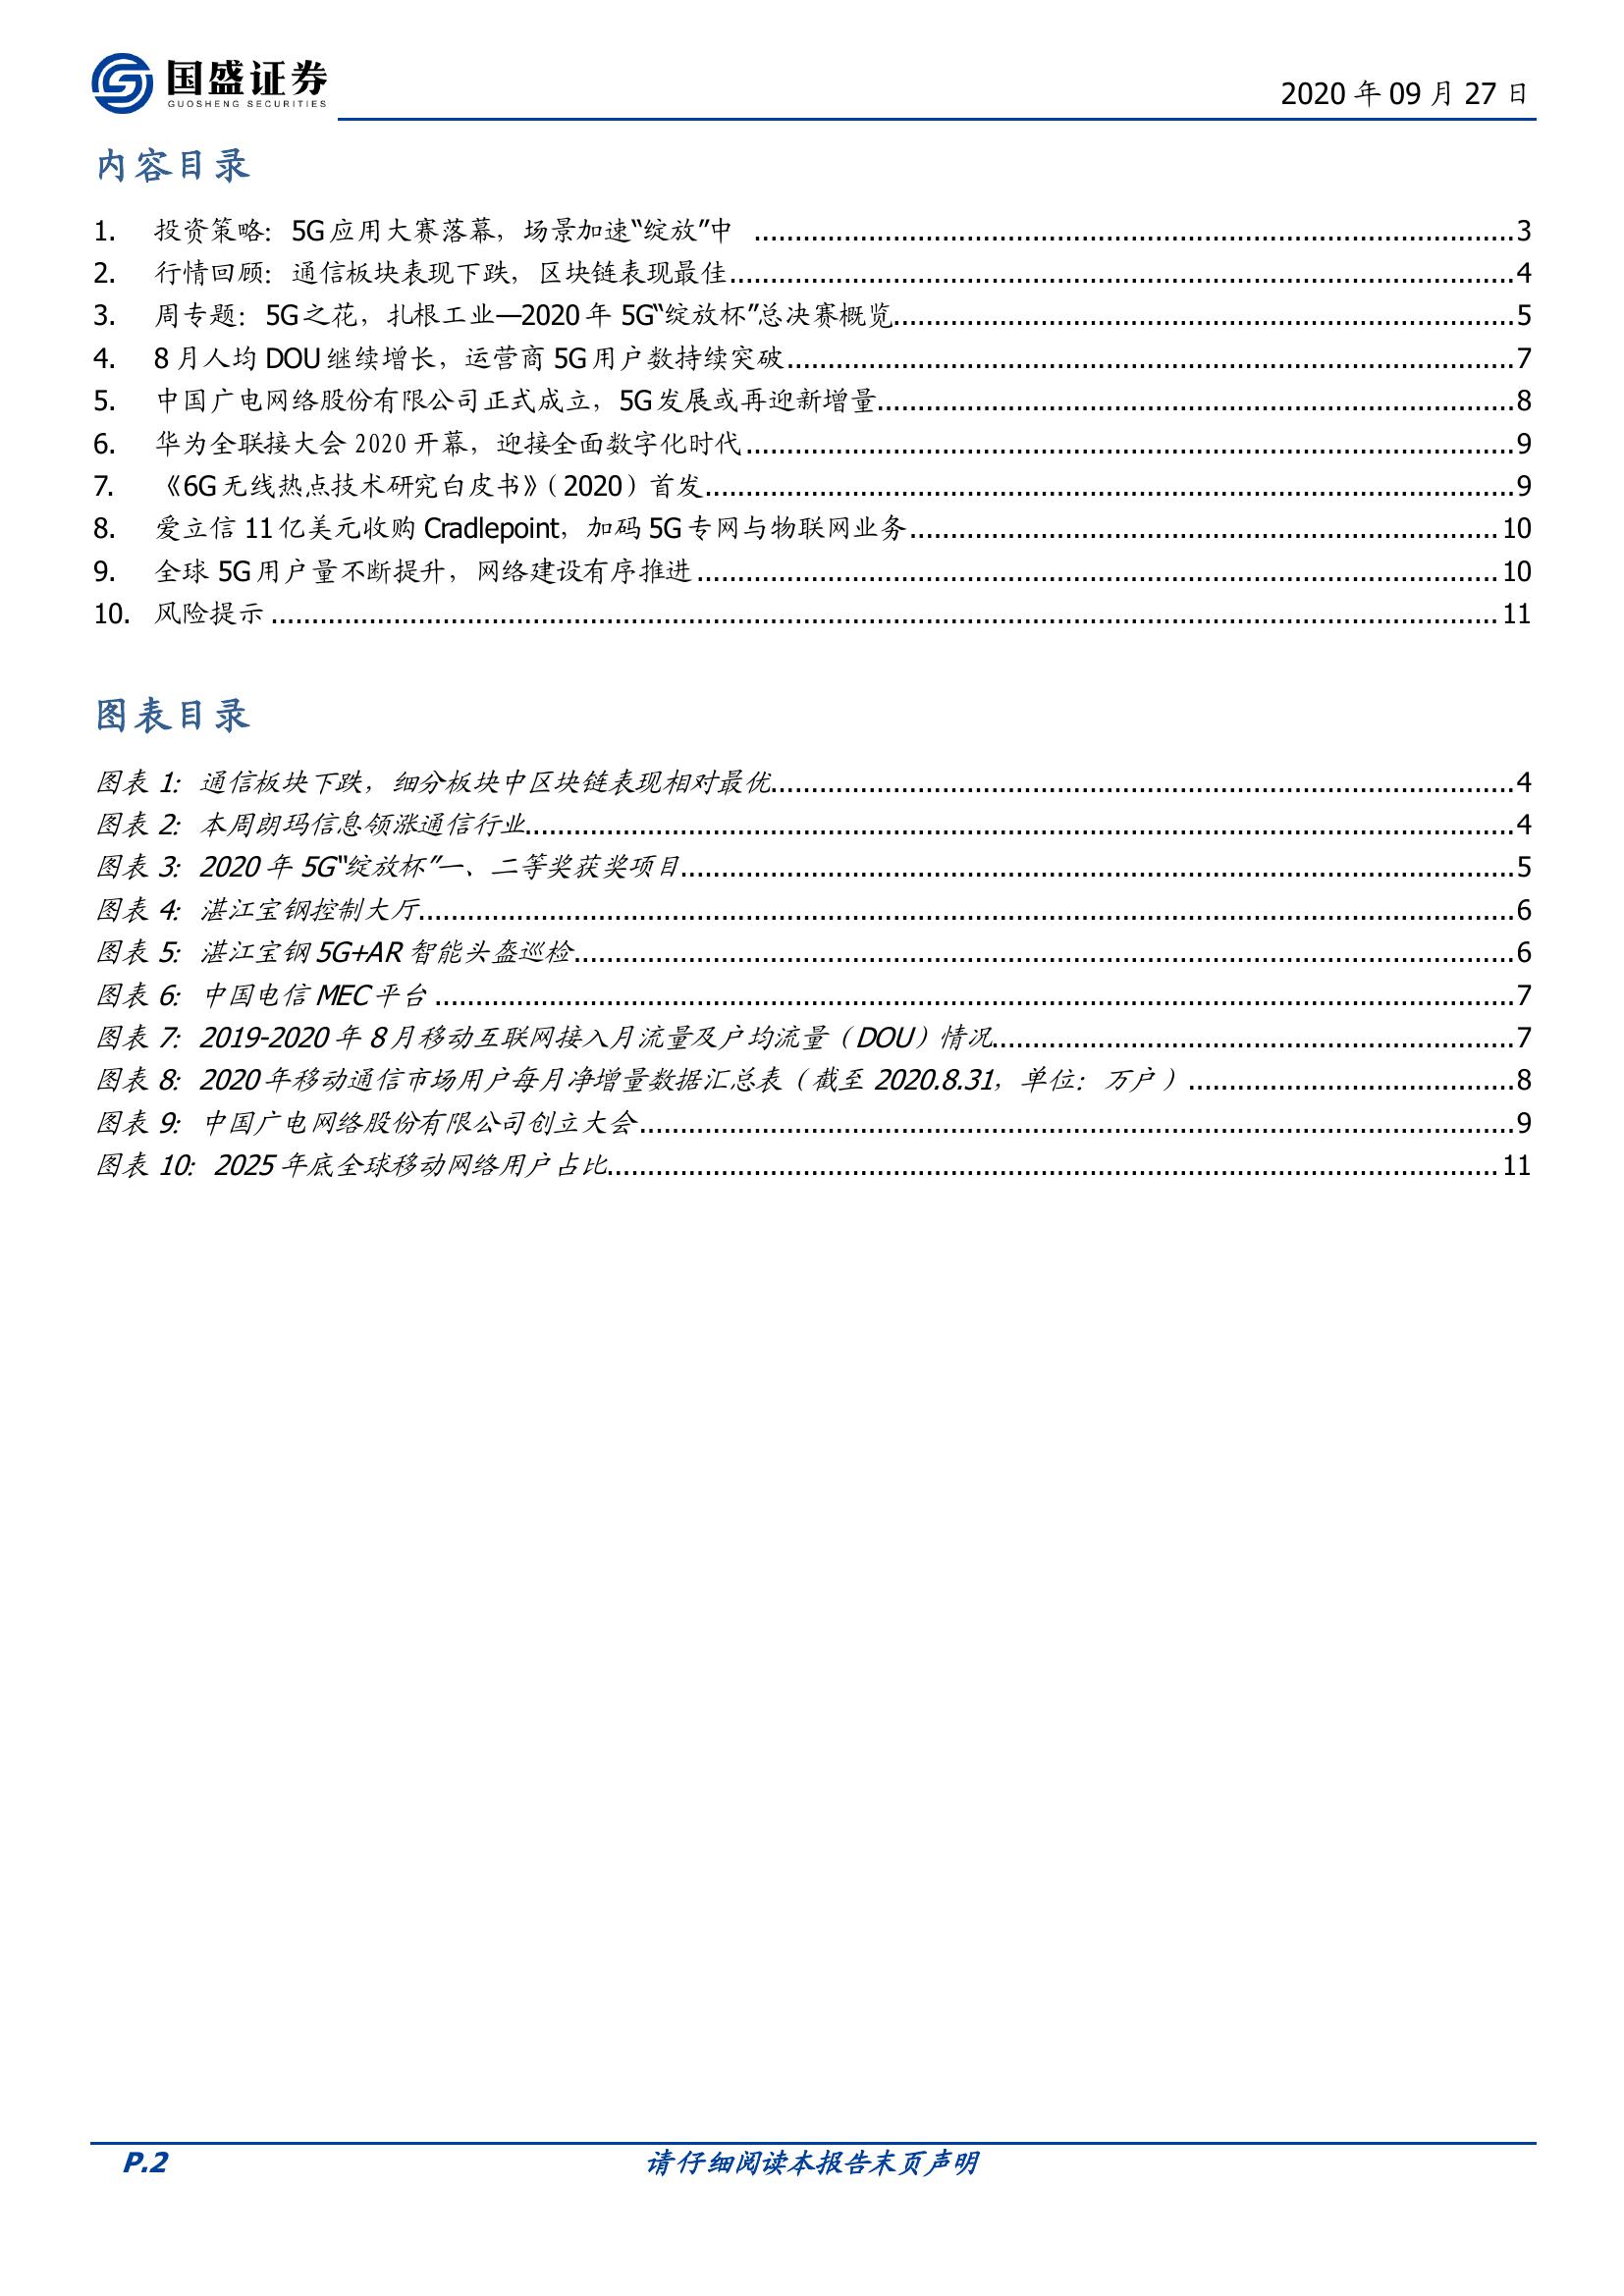 国盛证券
GUOSHENG SECURITIES
2020 年 09 月 27 日
内容目录
1. 投资策略：5G 应用大赛落幕，场景加速“绽放”中 ........................................3
2. 行情回顾：通信板块表现下跌，区块链表现最佳........................................4
3. 周专题：5G 之花，扎根工业—2020 年 5G“绽放杯”总决赛概览........................................5
4. 8 月人均 DOU 继续增长，运营商 5G 用户数持续突破........................................7
5. 中国广电网络股份有限公司正式成立，5G 发展或再迎新增量........................................8
6. 华为全联接大会 2020 开幕，迎接全面数字化时代........................................9
7. 《6G 无线热点技术研究白皮书》（2020）首发........................................9
8. 爱立信 11 亿美元收购 Cradlepoint，加码 5G 专网与物联网业务........................................10
9. 全球 5G 用户量不断提升，网络建设有序推进........................................10
10. 风险提示........................................11
图表目录
图表 1：通信板块下跌，细分板块中区块链表现相对最优........................................4
图表 2：本周朗玛信息领涨通信行业........................................4
图表 3：2020 年 5G“绽放杯”一、二等奖获奖项目........................................5
图表 4：湛江宝钢控制大厅........................................6
图表 5：湛江宝钢 5G+AR 智能头盔巡检........................................6
图表 6：中国电信 MEC 平台........................................7
图表 7：2019-2020 年 8 月移动互联网接入月流量及户均流量（DOU）情况........................................7
图表 8：2020 年移动通信市场用户每月净增量数据汇总表（截至 2020.8.31，单位：万户）........................................8
图表 9：中国广电网络股份有限公司创立大会........................................9
图表 10：2025 年底全球移动网络用户占比........................................11
P.2 请仔细阅读本报告末页声明